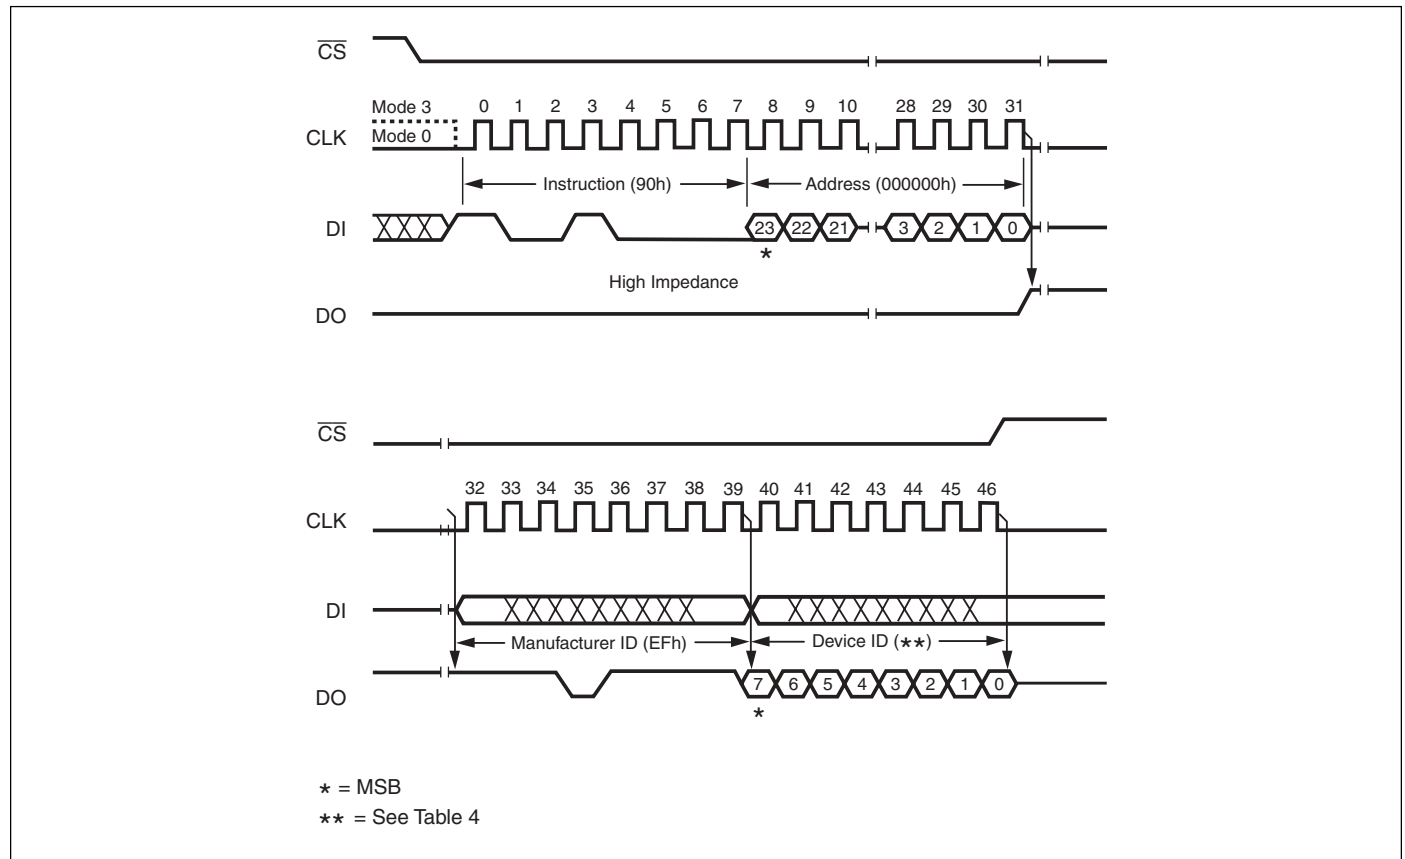 CS
Mode 3 0 1 2 3 4 5 6 7 8 9 10 28 29 30 31
CLK Mode 0
Instruction (90h) Address (000000h)
DI 23 22 21 3 2 1 0
*
High Impedance
DO
CS
32 33 34 35 36 37 38 39 40 41 42 43 44 45 46
CLK
DI
Manufacturer ID (EFh) Device ID (**)
DO 7 6 5 4 3 2 1 0
*
* = MSB
** = See Table 4